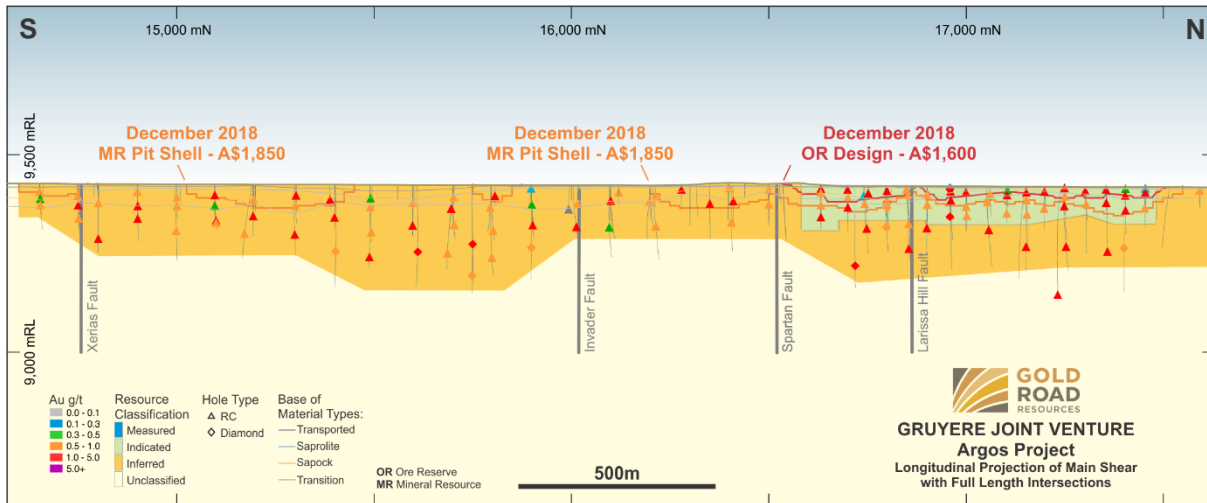 S
15,000 mN
16,000 mN
17,000 mN
N
9,500 mRL
9,000 mRL
December 2018
MR Pit Shell - A$1,850
December 2018
MR Pit Shell - A$1,850
December 2018
OR Design - A$1,600
Xerias Fault
Invader Fault
Spartan Fault
Larissa Hill Fault
Au g/t
0.0 - 0.1
0.1 - 0.3
0.3 - 0.5
0.5 - 1.0
1.0 - 5.0
5.0+
Resource
Classification
Measured
Indicated
Inferred
Unclassified
Hole Type
RC
Diamond
Base of
Material Types:
Transported
Saprolite
Sapock
Transition
OR Ore Reserve
MR Mineral Resource
500m
GOLD
ROAD
RESOURCES
GRUYERE JOINT VENTURE
Argos Project
Longitudinal Projection of Main Shear
with Full Length Intersections